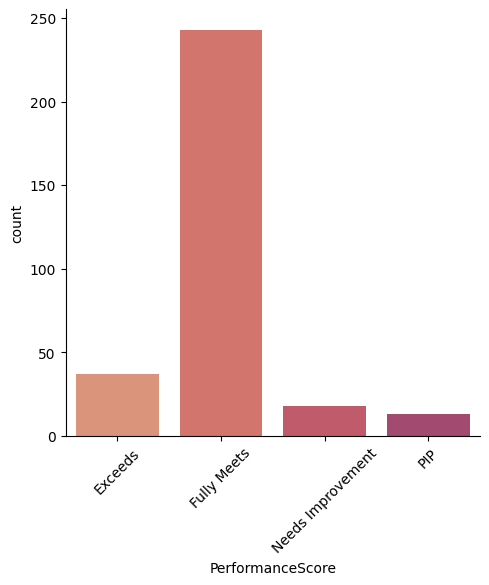 250
200
150
100
50
0
count
Exceeds
Fully Meets
Needs Improvement
PIP
PerformanceScore